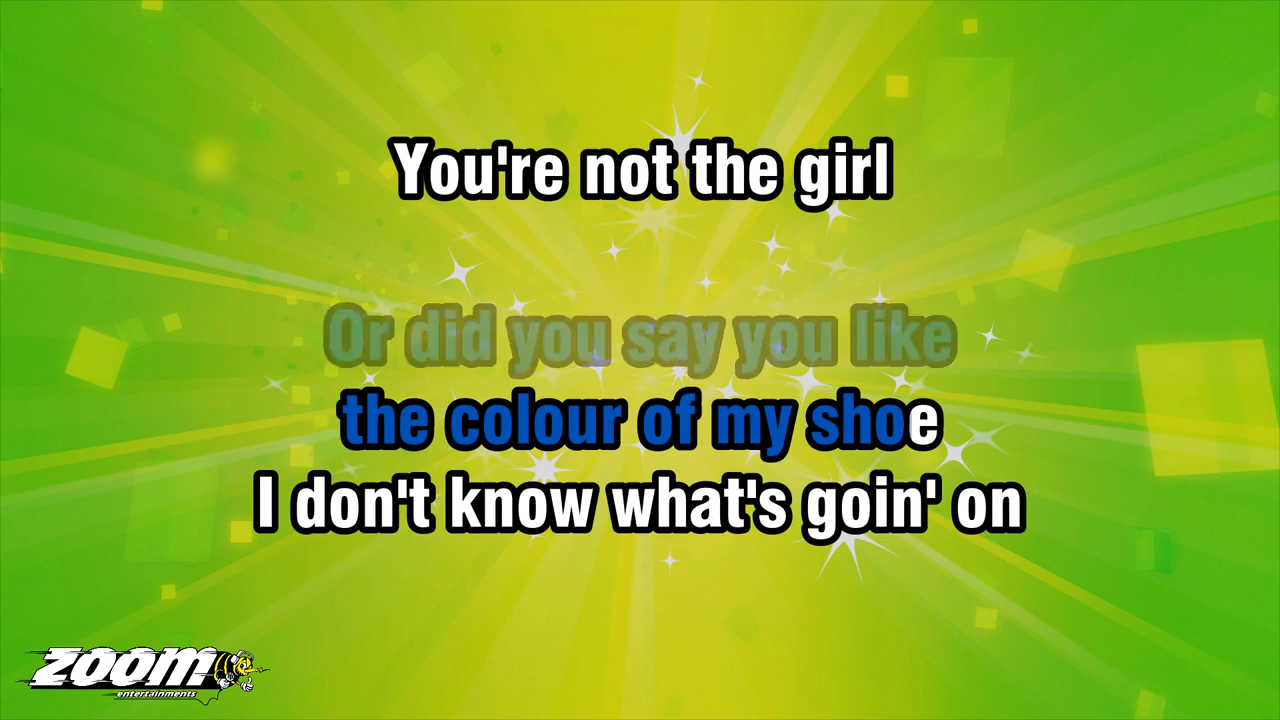 You're not the girl
Or did you say you like
the colour of my shoe
I don't know what's goin' on
zoom
entertainments